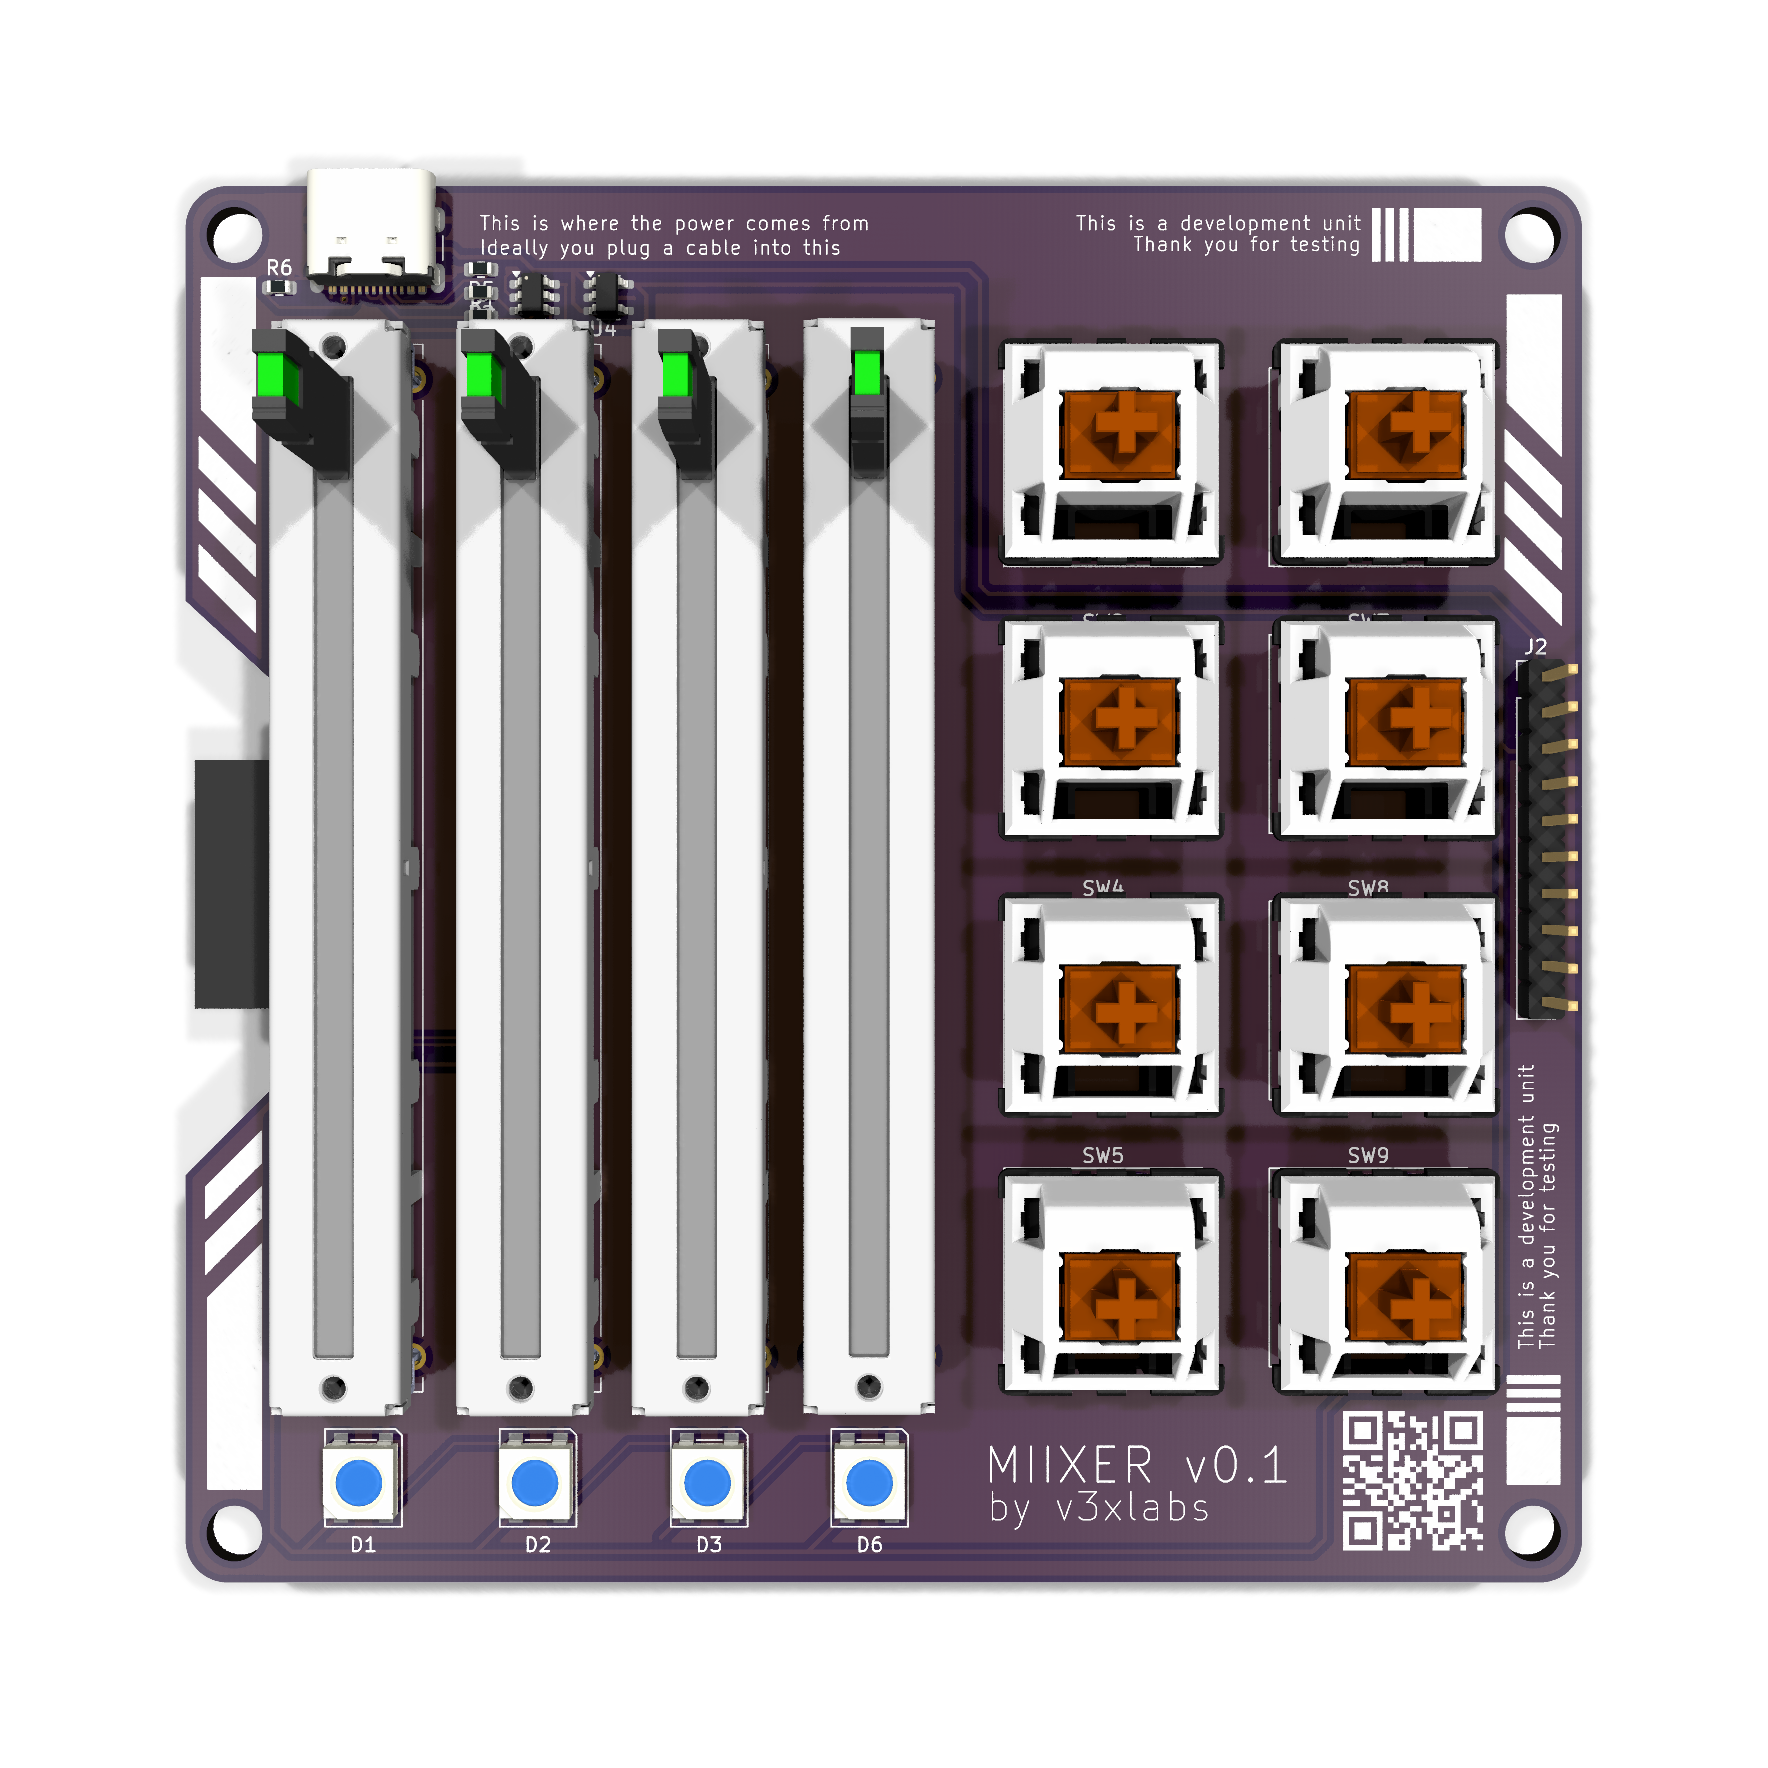 This is where the power comes from
Ideally you plug a cable into this
This is a development unit
Thank you for testing
R6
J2
SW4
SW8
SW5
SW9
This is a development unit
Thank you for testing
MIIXER v0.1
by v3xlabs
D1
D2
D3
D6